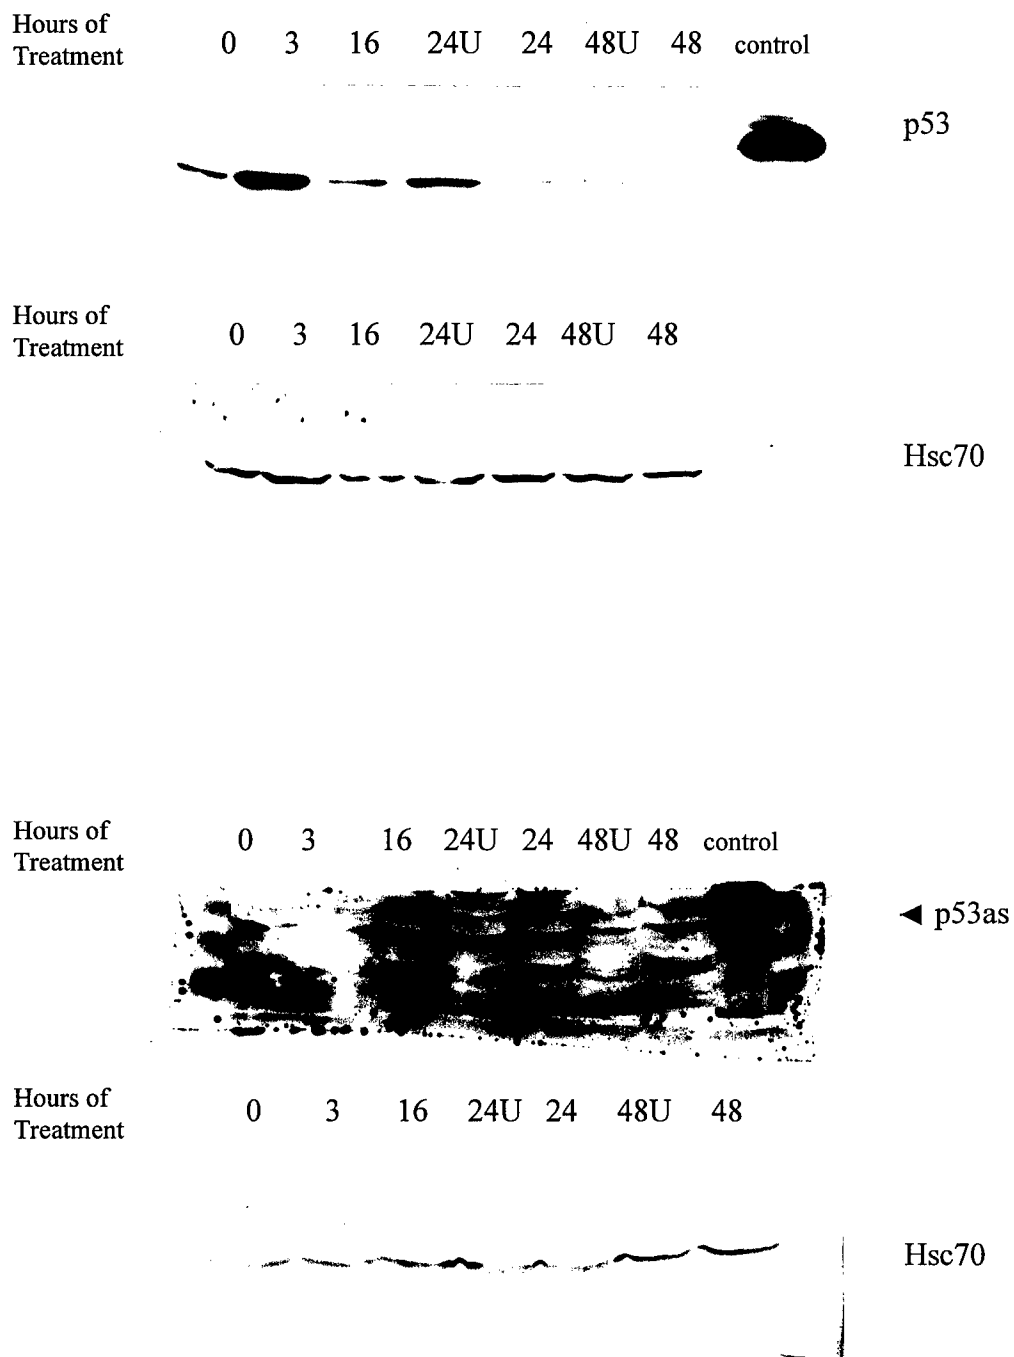 Hours of
Treatment
0 3 16 24U 24 48U 48 control
p53
Hours of
Treatment
0 3 16 24U 24 48U 48
Hsc70
Hours of
Treatment
0 3 16 24U 24 48U 48 control
p53as
Hours of
Treatment
0 3 16 24U 24 48U 48
Hsc70